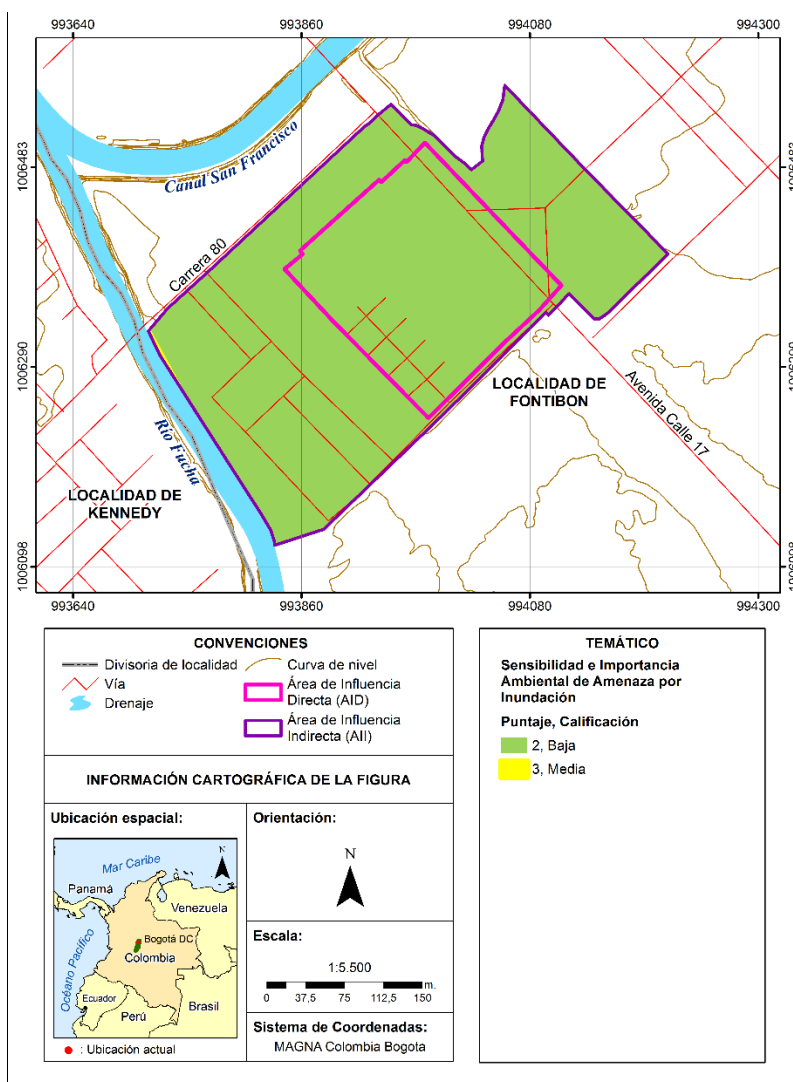 993640 993860 994080 994300
1006483 1006483
Canal San Francisco
Carrera 80
1006290 1006290
LOCALIDAD DE
FONTIBON
Avenida Calle 17
Río Fucha
LOCALIDAD DE
KENNEDY
1006098 1006098
993640 993860 994080 994300
CONVENCIONES
Divisoria de localidad
Vía
Drenaje
Curva de nivel
Área de Influencia
Directa (AID)
Área de Influencia
Indirecta (AII)
TEMÁTICO
Sensibilidad e Importancia
Ambiental de Amenaza por
Inundación
Puntaje, Calificación
2, Baja
3, Media
INFORMACIÓN CARTOGRÁFICA DE LA FIGURA
Ubicación espacial:
N
Mar Caribe
Panamá
Venezuela
Bogotá DC
Colombia
Océano Pacífico
Ecuador
Perú
Brasil
: Ubicación actual
Orientación:
N
Escala:
1:5.500
m.
0 37,5 75 112,5 150
Sistema de Coordenadas:
MAGNA Colombia Bogota